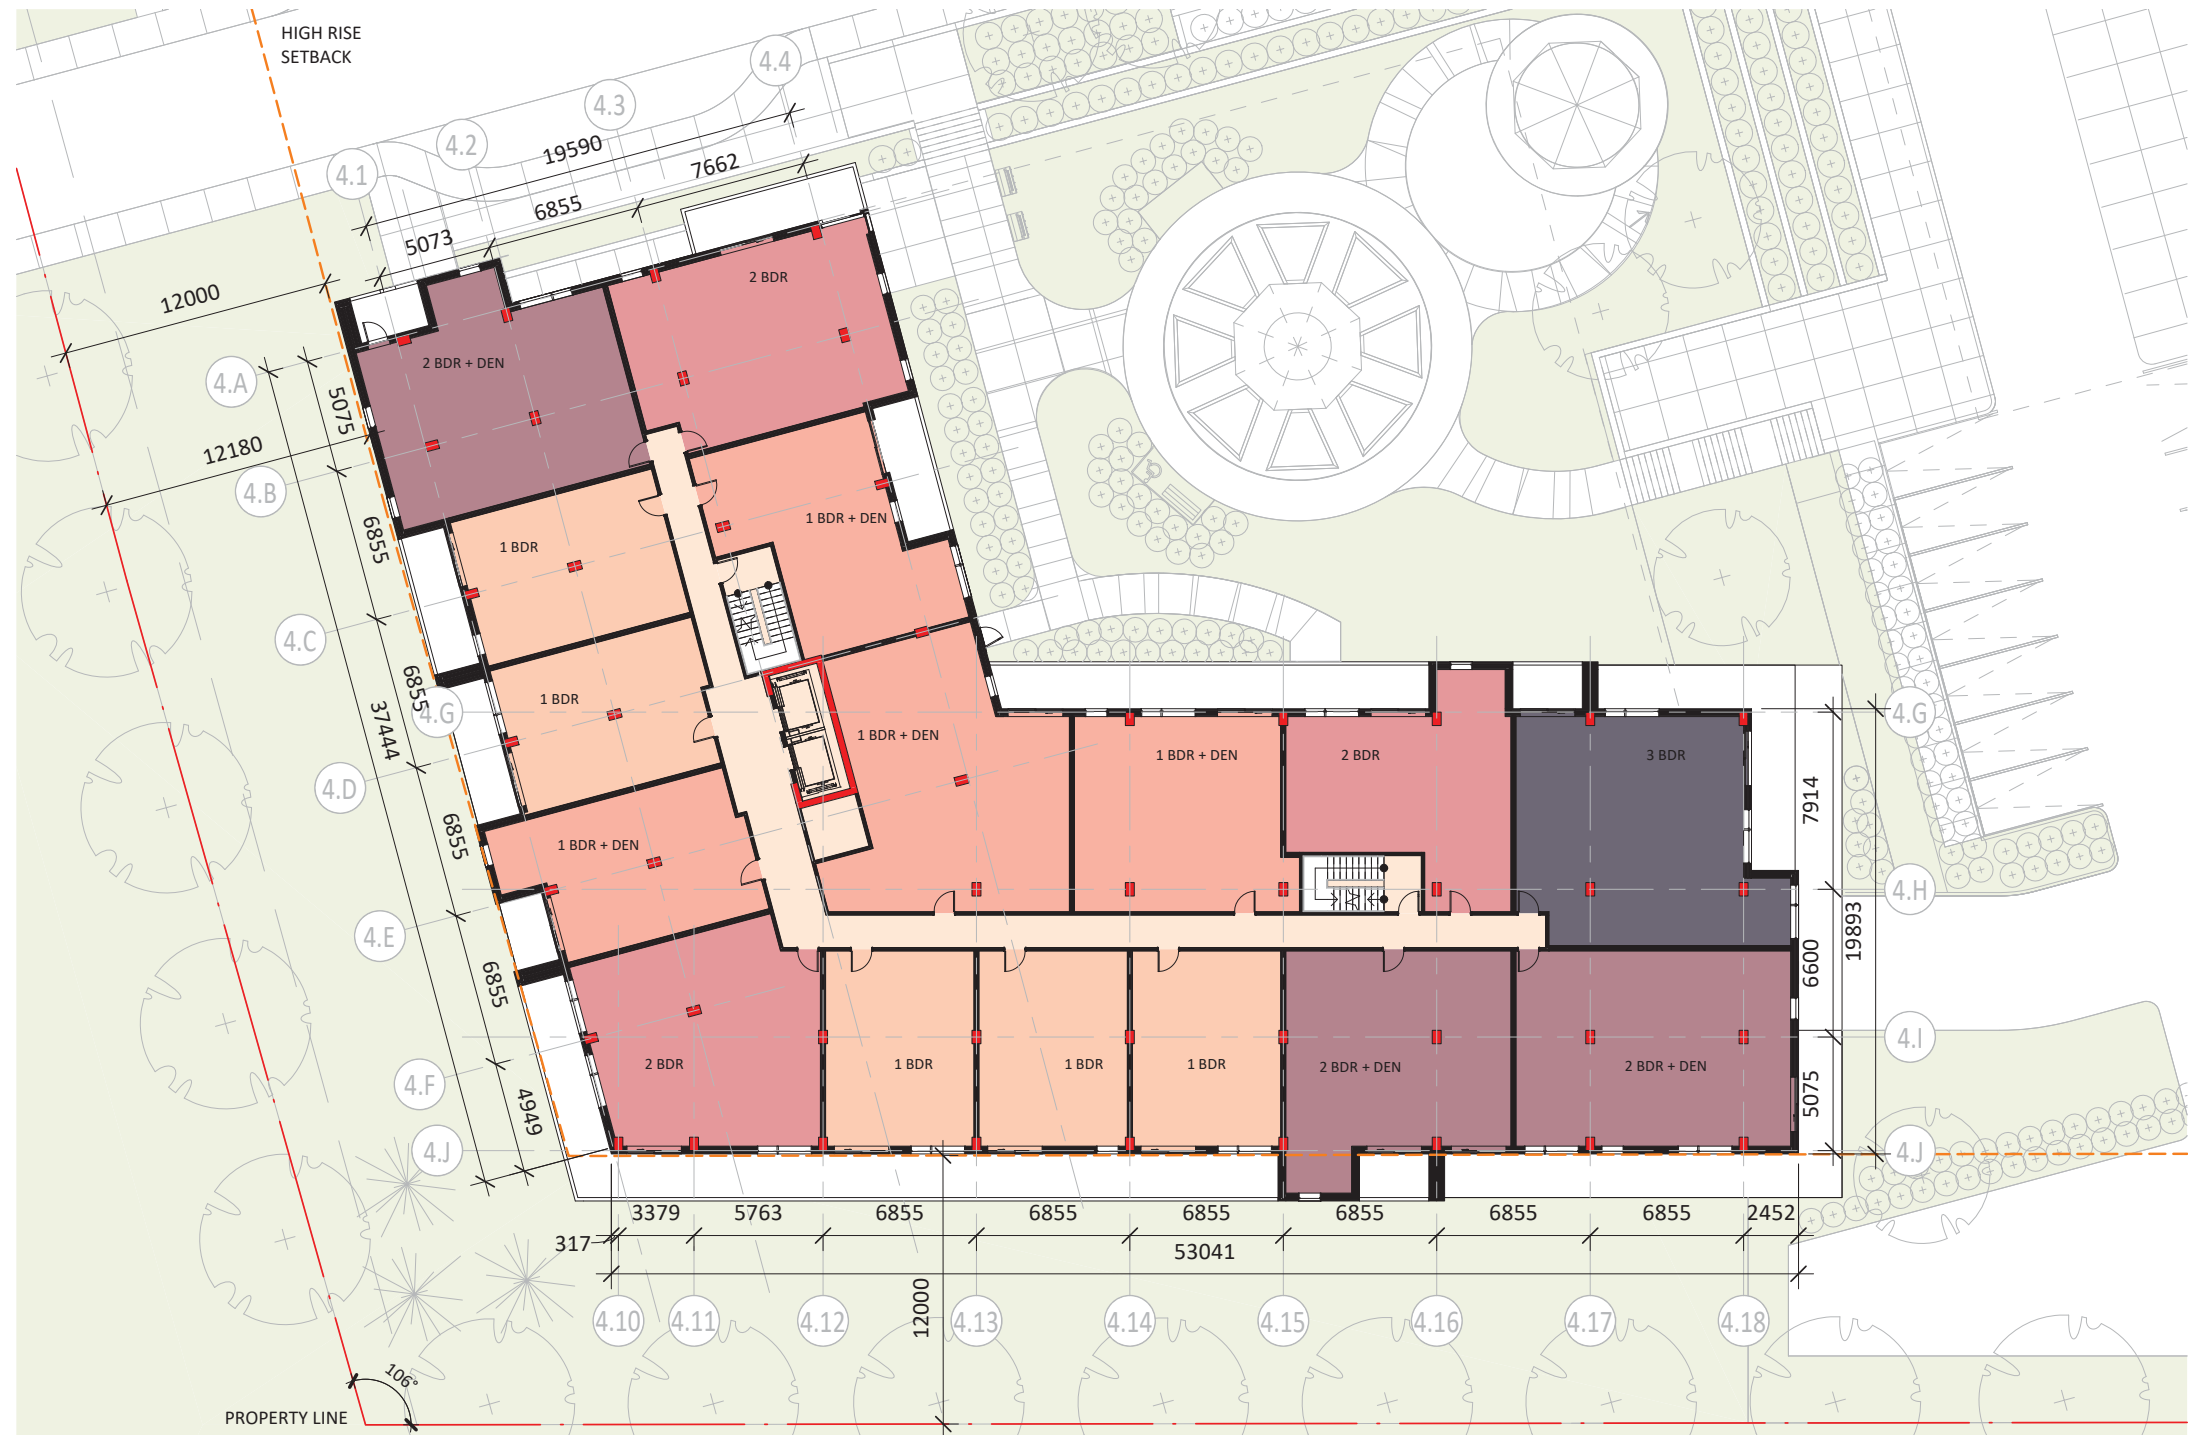 HIGH RISE
SETBACK
4.4
4.3
4.2
4.1
19590
7662
6855
5073
12000
2 BDR
2 BDR + DEN
4.A
5075
12180
4.B
6855
1 BDR + DEN
1 BDR
4.C
6855
37444
4.G
1 BDR
1 BDR + DEN
1 BDR + DEN
2 BDR
3 BDR
4.G
4.D
7914
6855
1 BDR + DEN
4.H
19893
4.E
6855
6600
4.I
2 BDR
1 BDR
1 BDR
1 BDR
2 BDR + DEN
2 BDR + DEN
4.F
5075
4949
4.J
4.J
3379
5763
6855
6855
6855
6855
6855
6855
2452
317
53041
12000
4.10
4.11
4.12
4.13
4.14
4.15
4.16
4.17
4.18
106°
PROPERTY LINE